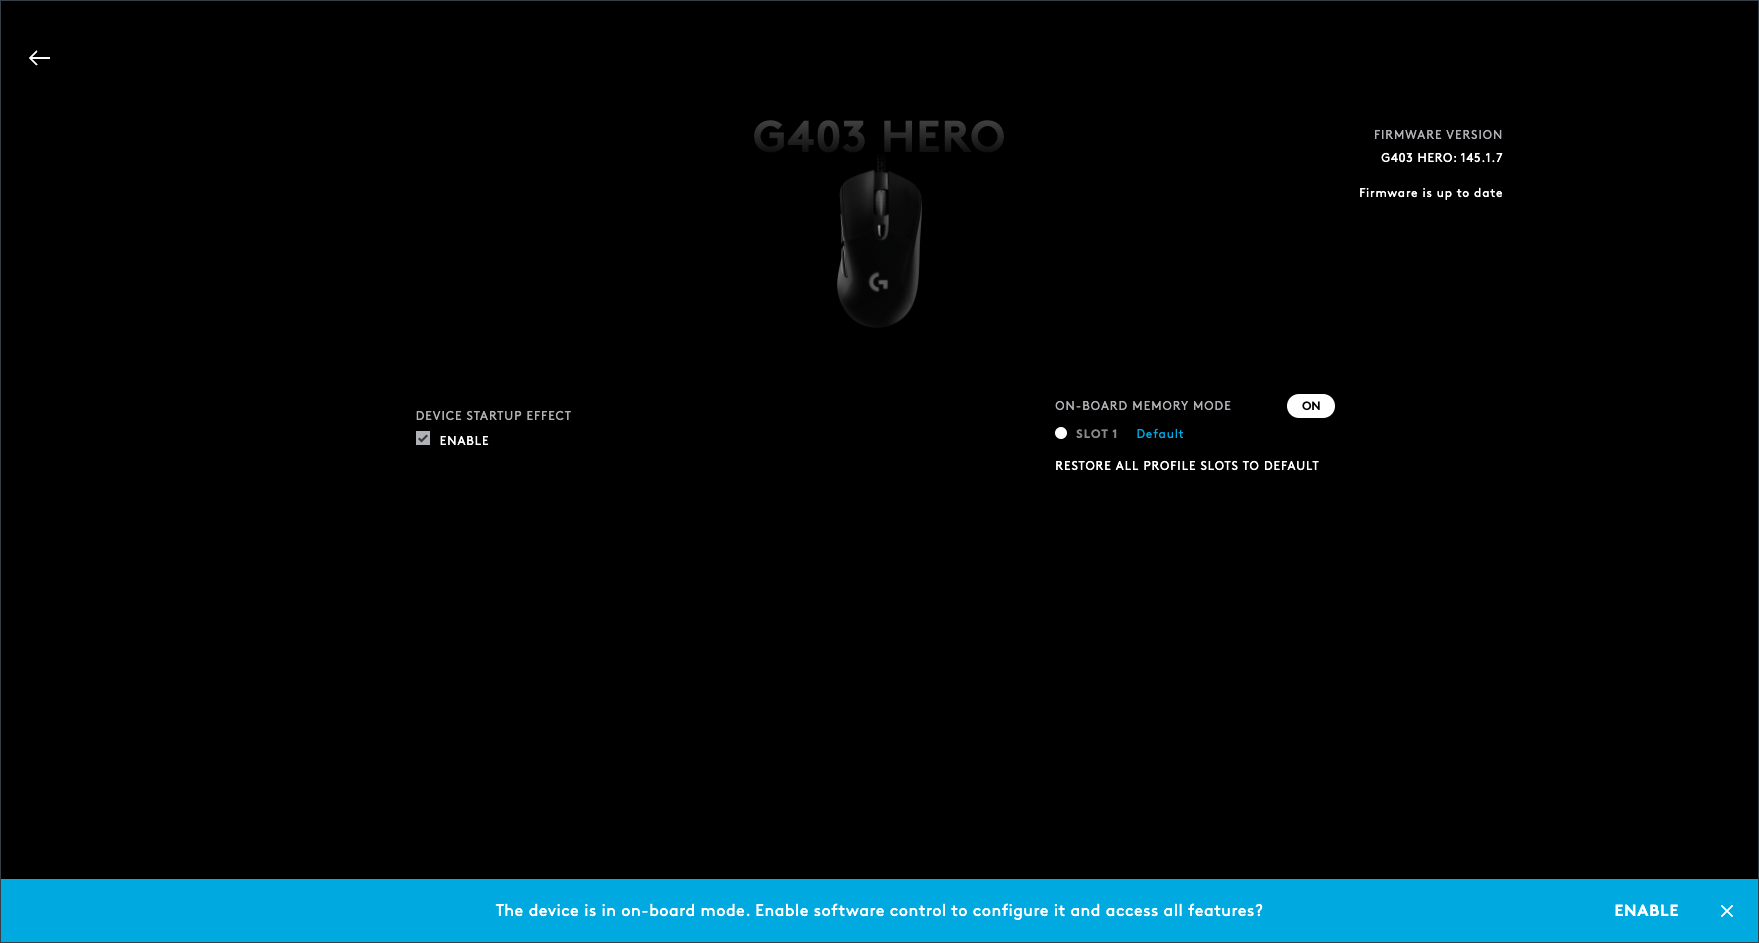 G403 HERO
FIRMWARE VERSION
G403 HERO: 145.1.7
Firmware is up to date
DEVICE STARTUP EFFECT
ENABLE
ON-BOARD MEMORY MODE ON
SLOT 1 Default
RESTORE ALL PROFILE SLOTS TO DEFAULT
The device is in on-board mode. Enable software control to configure it and access all features? ENABLE